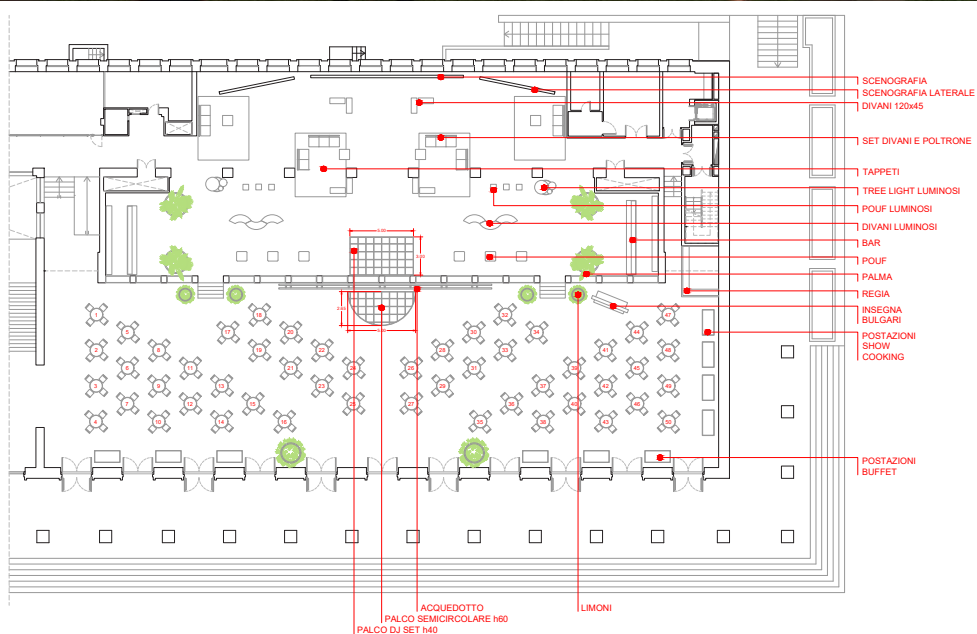 SCENOGRAFIA
SCENOGRAFIA LATERALE
DIVANI 120x45
SET DIVANI E POLTRONE
TAPPETI
TREE LIGHT LUMINOSI
POUF LUMINOSI
DIVANI LUMINOSI
BAR
POUF
PALMA
REGIA
INSEGNA
BULGARI
POSTAZIONI
SHOW
COOKING
POSTAZIONI
BUFFET
1 18 32 47
5 17 20 30 34 44
2 8 19 22 28 33 41 48
6 11 21 24 26 31 39 45
3 9 13 23 29 37 42 49
7 12 15 25 27 36 40 46
4 10 14 16 35 38 43 50
ACQUEDOTTO
LIMONI
PALCO SEMICIRCOLARE h60
PALCO DJ SET h40